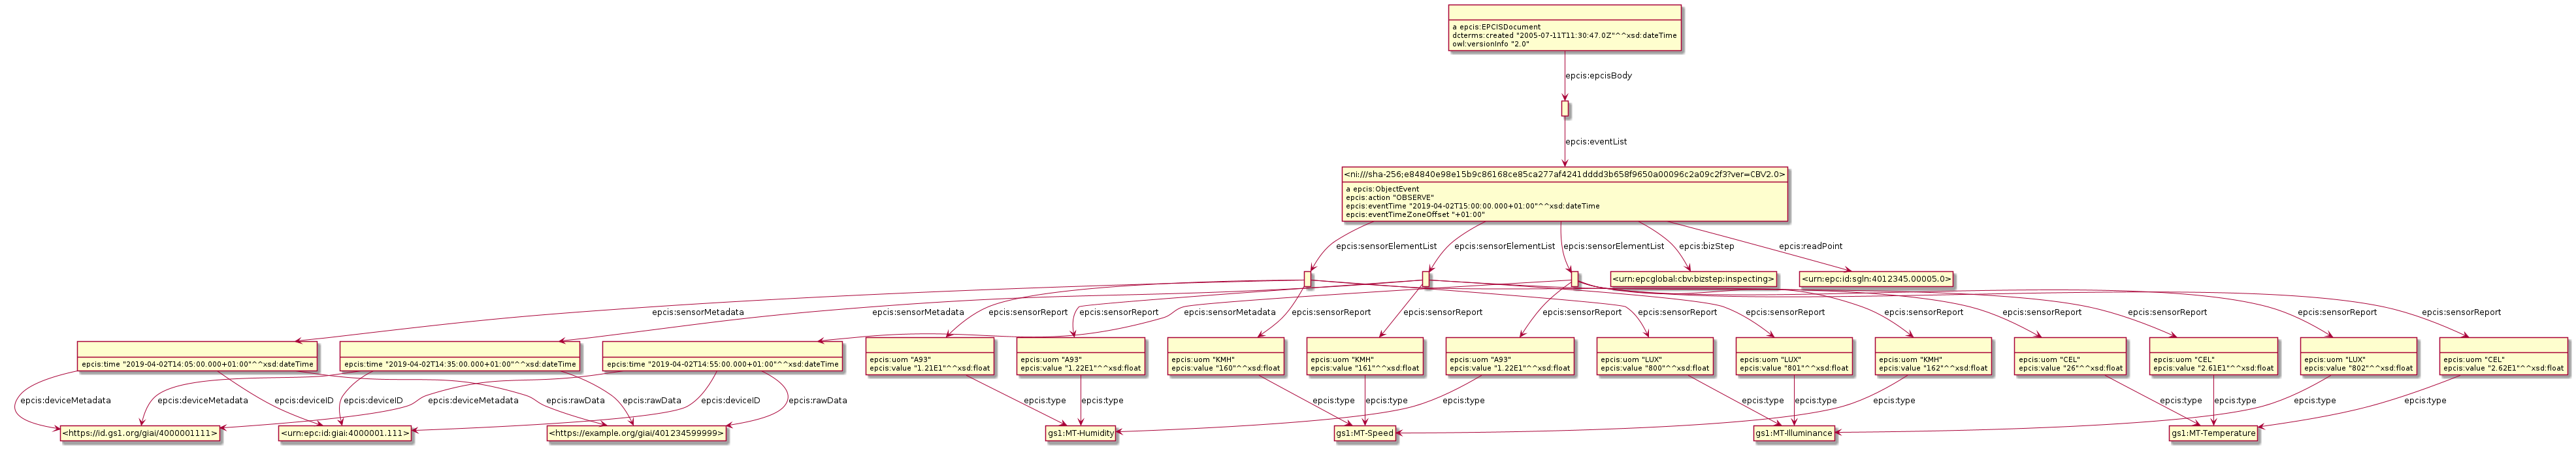 a epcis:EPCISDocument
dcterms:created "2005-07-11T11:30:47.0Z"^^xsd:dateTime
owl:versionInfo "2.0"
epcis:epcisBody
epcis:eventList
<ni:///sha-256;e84840e98e15b9c86168ce85ca277af4241dddd3b658f9650a00096c2a09c2f3?ver=CBV2.0>
a epcis:ObjectEvent
epcis:action "OBSERVE"
epcis:eventTime "2019-04-02T15:00:00.000+01:00"^^xsd:dateTime
epcis:eventTimeZoneOffset "+01:00"
epcis:sensorElementList
epcis:sensorElementList
epcis:sensorElementList
epcis:bizStep
epcis:readPoint
<urn:epcglobal:cbv:bizstep:inspecting>
<urn:epc:id:sgln:4012345.00005.0>
epcis:sensorMetadata
epcis:sensorMetadata
epcis:sensorReport
epcis:sensorReport
epcis:sensorMetadata
epcis:sensorReport
epcis:sensorReport
epcis:sensorReport
epcis:sensorReport
epcis:sensorReport
epcis:sensorReport
epcis:sensorReport
epcis:sensorReport
epcis:sensorReport
epcis:sensorReport
epcis:time "2019-04-02T14:05:00.000+01:00"^^xsd:dateTime
epcis:time "2019-04-02T14:35:00.000+01:00"^^xsd:dateTime
epcis:time "2019-04-02T14:55:00.000+01:00"^^xsd:dateTime
epcis:uom "A93"
epcis:value "1.21E1"^^xsd:float
epcis:uom "A93"
epcis:value "1.22E1"^^xsd:float
epcis:uom "KMH"
epcis:value "160"^^xsd:float
epcis:uom "KMH"
epcis:value "161"^^xsd:float
epcis:uom "A93"
epcis:value "1.22E1"^^xsd:float
epcis:uom "LUX"
epcis:value "800"^^xsd:float
epcis:uom "LUX"
epcis:value "801"^^xsd:float
epcis:uom "KMH"
epcis:value "162"^^xsd:float
epcis:uom "CEL"
epcis:value "26"^^xsd:float
epcis:uom "CEL"
epcis:value "2.61E1"^^xsd:float
epcis:uom "LUX"
epcis:value "802"^^xsd:float
epcis:uom "CEL"
epcis:value "2.62E1"^^xsd:float
epcis:deviceMetadata
epcis:deviceMetadata
epcis:deviceID
epcis:deviceID
epcis:deviceMetadata
epcis:rawData
epcis:rawData
epcis:deviceID
epcis:rawData
epcis:type
epcis:type
epcis:type
epcis:type
epcis:type
epcis:type
epcis:type
epcis:type
epcis:type
epcis:type
epcis:type
epcis:type
<https://id.gs1.org/giai/4000001111>
<urn:epc:id:giai:4000001.111>
<https://example.org/giai/401234599999>
gs1:MT-Humidity
gs1:MT-Speed
gs1:MT-Illuminance
gs1:MT-Temperature